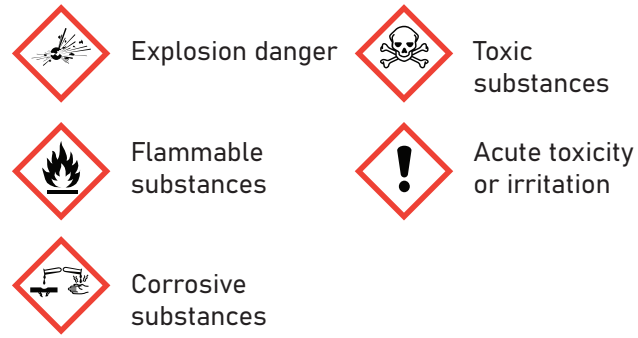 Explosion danger
Flammable
substances
Corrosive
substances
Toxic
substances
Acute toxicity
or irritation